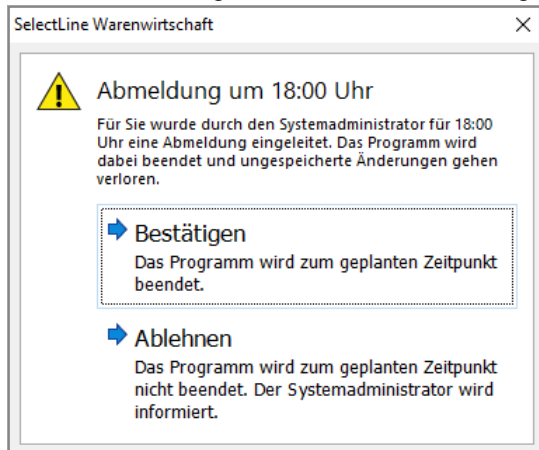 SelectLine Warenwirtschaft
Abmeldung um 18:00 Uhr
Für Sie wurde durch den Systemadministrator für 18:00
Uhr eine Abmeldung eingeleitet. Das Programm wird
dabei beendet und ungespeicherte Änderungen gehen
verloren.
Bestätigen
Das Programm wird zum geplanten Zeitpunkt
beendet.
Ablehnen
Das Programm wird zum geplanten Zeitpunkt
nicht beendet. Der Systemadministrator wird
informiert.